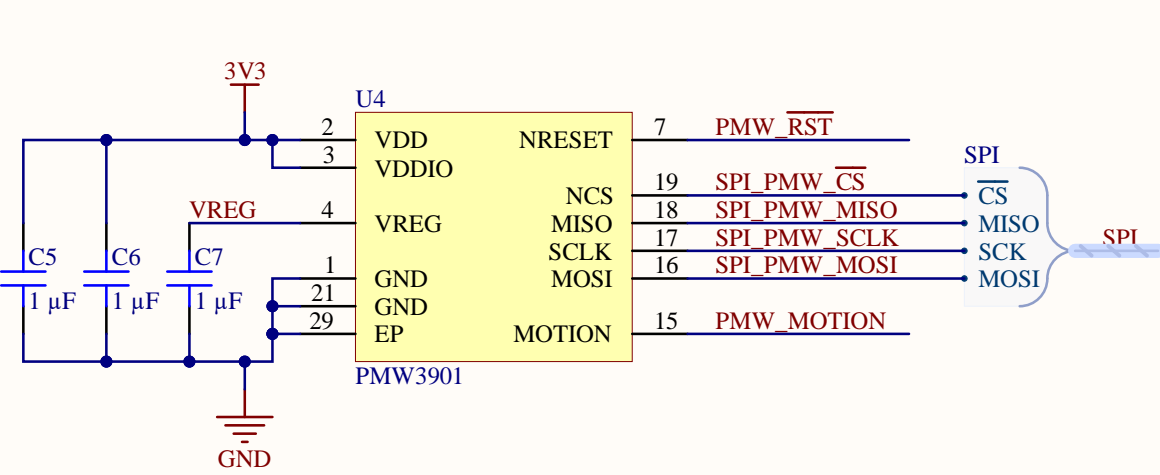 3V3
U4
2 VDD NRESET 7 PMW_RST
3 VDDIO
SPI
NCS 19 SPI_PMW_CS CS
VREG 4 VREG MISO 18 SPI_PMW_MISO MISO
SCLK 17 SPI_PMW_SCLK SCK SPI
C5 C6 C7 1 GND MOSI 16 SPI_PMW_MOSI MOSI
1 µF 1 µF 1 µF 21 GND
29 EP MOTION 15 PMW_MOTION
PMW3901
GND